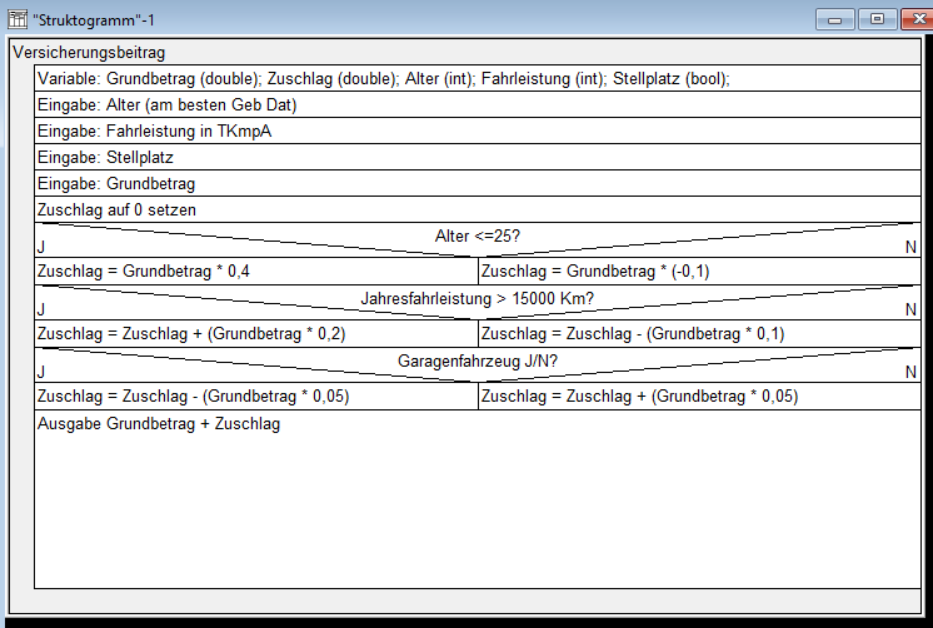 "Struktogramm"-1
Versicherungsbeitrag
Variable: Grundbetrag (double); Zuschlag (double); Alter (int); Fahrleistung (int); Stellplatz (bool);
Eingabe: Alter (am besten Geb Dat)
Eingabe: Fahrleistung in TKmpA
Eingabe: Stellplatz
Eingabe: Grundbetrag
Zuschlag auf 0 setzen
Alter <=25?
J N
Zuschlag = Grundbetrag * 0,4 Zuschlag = Grundbetrag * (-0,1)
Jahresfahrleistung > 15000 Km?
J N
Zuschlag = Zuschlag + (Grundbetrag * 0,2) Zuschlag = Zuschlag - (Grundbetrag * 0,1)
Garagenfahrzeug J/N?
J N
Zuschlag = Zuschlag - (Grundbetrag * 0,05) Zuschlag = Zuschlag + (Grundbetrag * 0,05)
Ausgabe Grundbetrag + Zuschlag